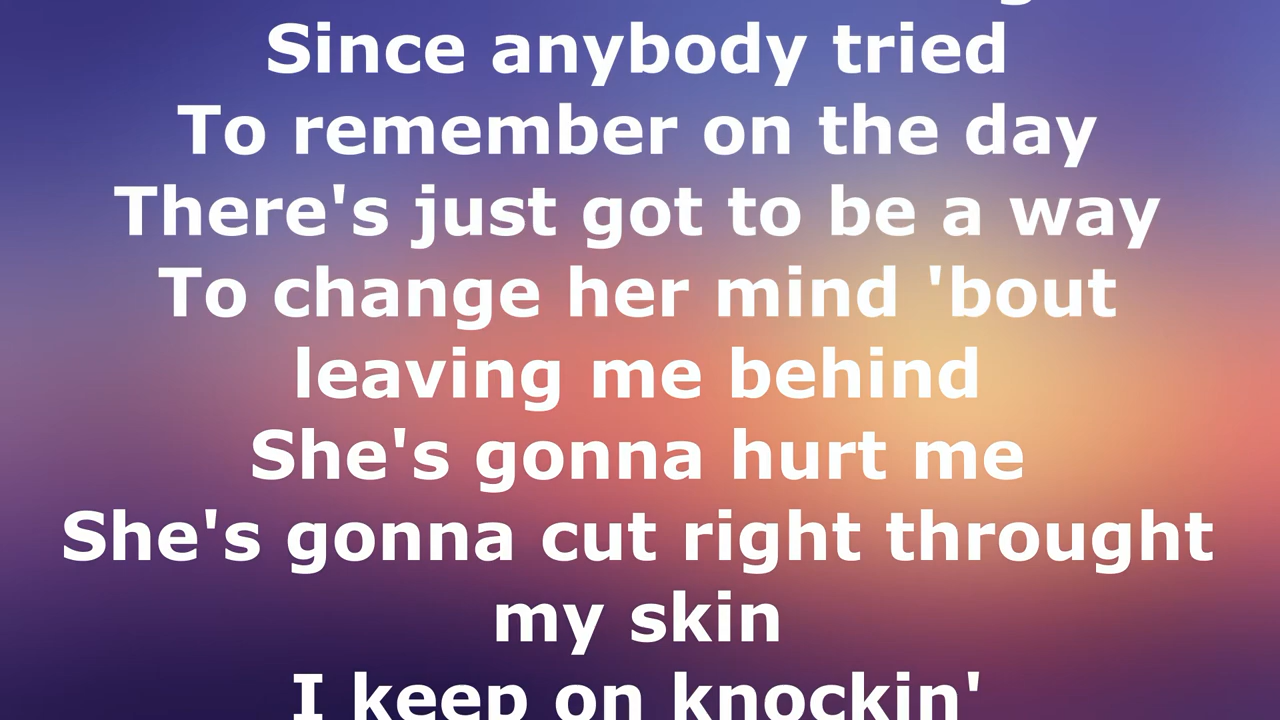 Since anybody tried
To remember on the day
There's just got to be a way
To change her mind 'bout
leaving me behind
She's gonna hurt me
She's gonna cut right throught
my skin
I keep on knockin'